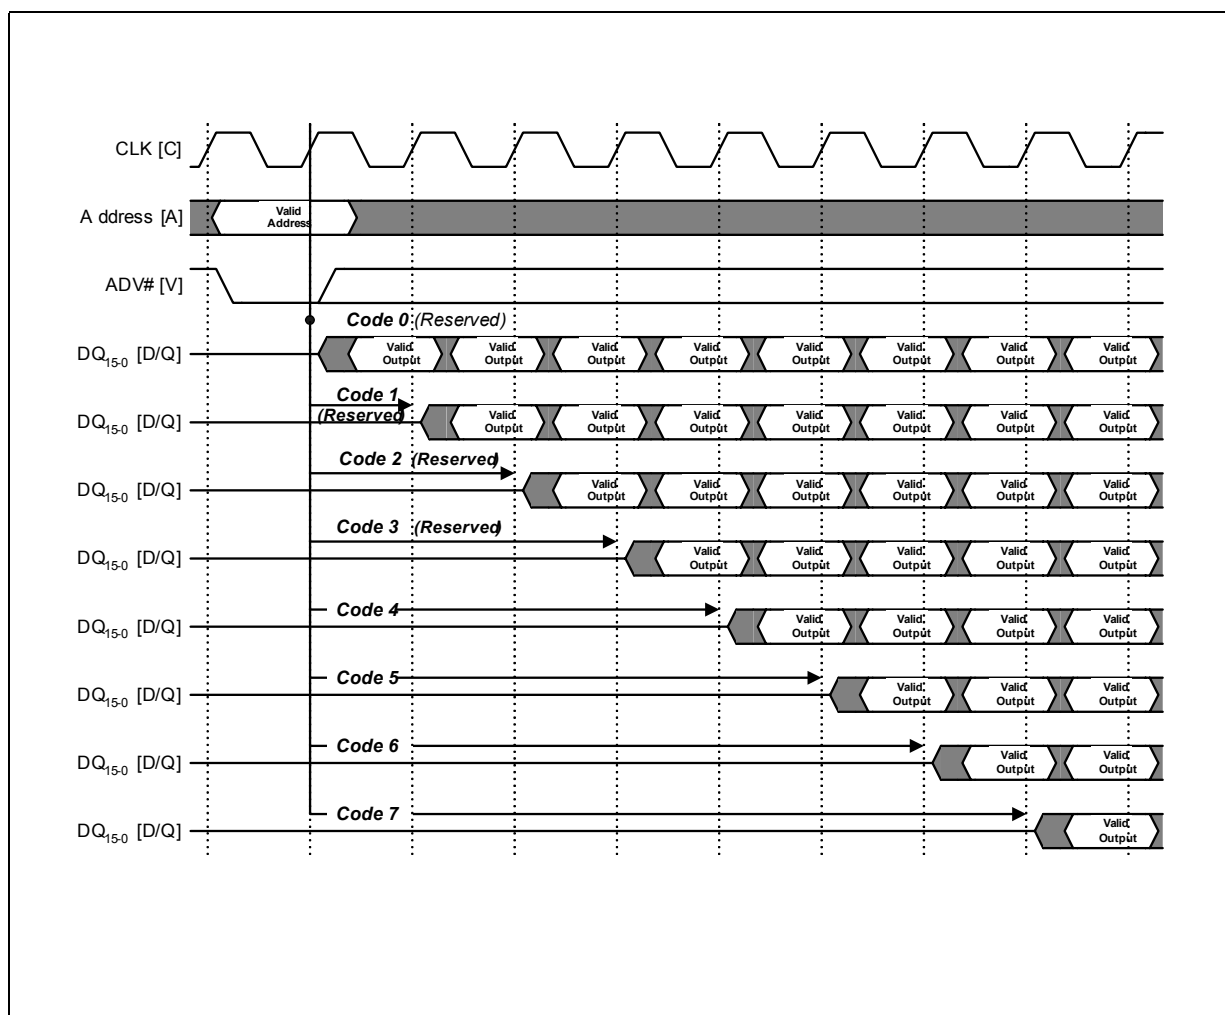 CLK [C]
A ddress [A]
Valid
Address
ADV# [V]
Code 0 (Reserved)
DQ15-0 [D/Q]
Valid Valid Valid Valid Valid Valid Valid Valid
Output Output Output Output Output Output Output Output
Code 1
(Reserved)
DQ15-0 [D/Q]
Valid Valid Valid Valid Valid Valid Valid
Output Output Output Output Output Output Output
Code 2 (Reserved)
DQ15-0 [D/Q]
Valid Valid Valid Valid Valid Valid
Output Output Output Output Output Output
Code 3 (Reserved)
DQ15-0 [D/Q]
Valid Valid Valid Valid Valid
Output Output Output Output Output
Code 4
DQ15-0 [D/Q]
Valid Valid Valid Valid
Output Output Output Output
Code 5
DQ15-0 [D/Q]
Valid Valid Valid
Output Output Output
Code 6
DQ15-0 [D/Q]
Valid Valid
Output Output
Code 7
DQ15-0 [D/Q]
Valid
Output